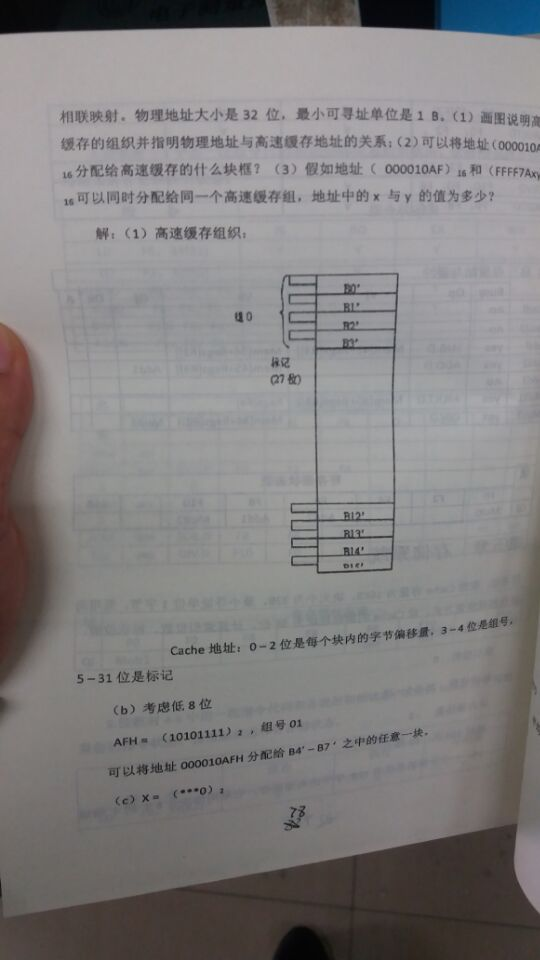 相联映射。物理地址大小是 32 位，最小可寻址单位是 1 B。（1）画图说明高
缓存的组织并指明物理地址与高速缓存地址的关系；（2）可以将地址（000010A
16 分配给高速缓存的什么块框？（3）假如地址（ 000010AF）16 和（FFFF7Axy
16 可以同时分配给同一个高速缓存组，地址中的 x 与 y 的值为多少？
解：（1）高速缓存组织：
B0'
B1'
组 0
B2'
B3'
标记
(27 位)
B12'
B13'
B14'
B15'
Cache 地址： 0－2 位是每个块内的字节偏移量，3－4 位是组号，
5－31 位是标记
（b）考虑低 8 位
AFH＝ （10101111）2 ，组号 01
可以将地址 000010AFH 分配给 B4'－B7 ' 之中的任意一块，
（c）X＝ （***0）2
78